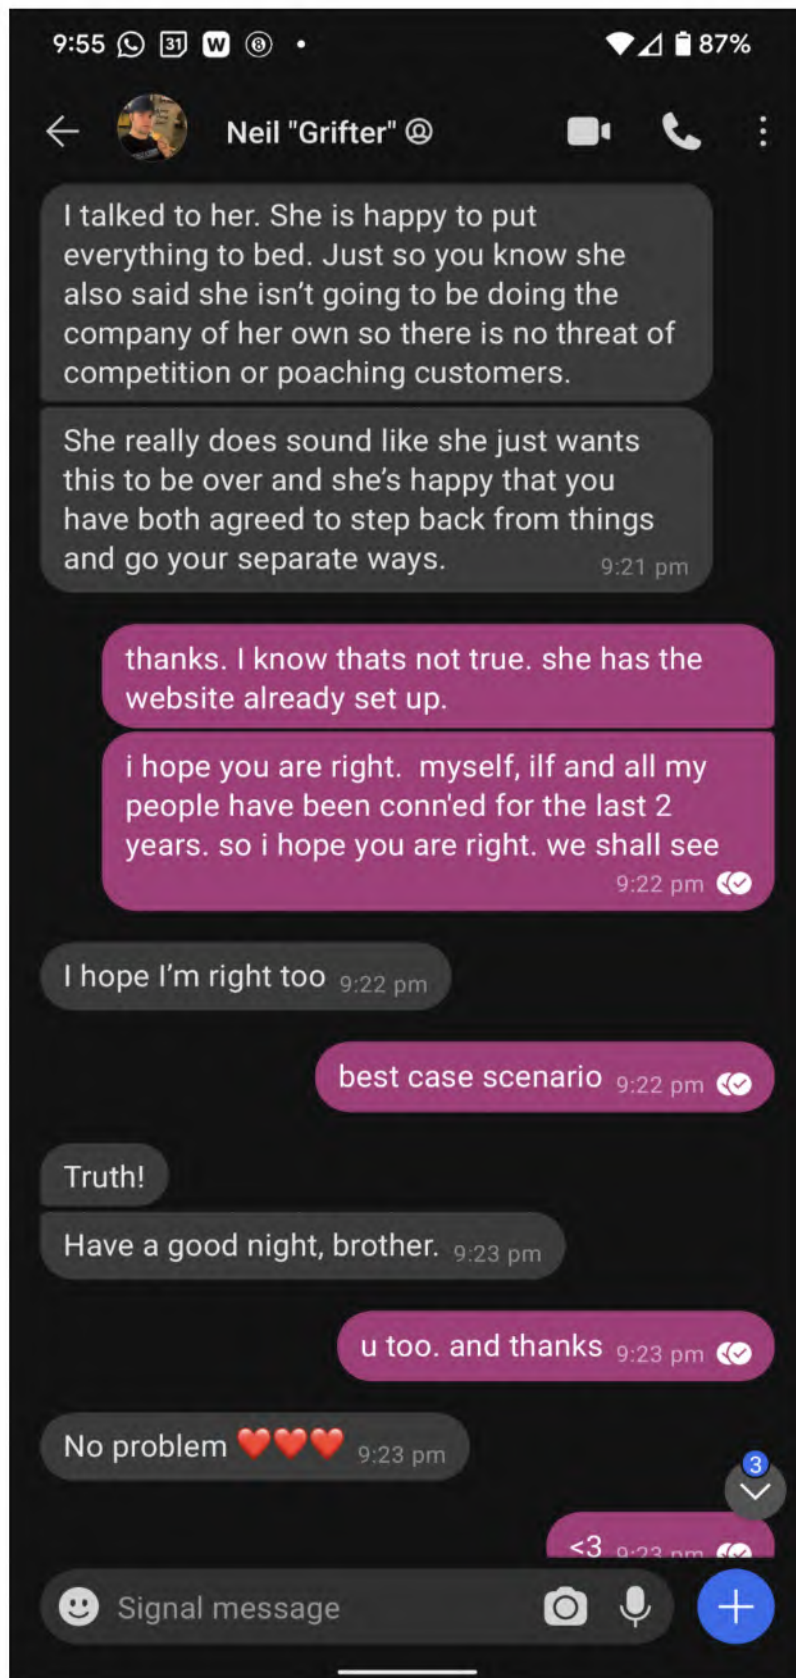 9:55 31 W 8 87%
Neil "Grifter"
I talked to her. She is happy to put
everything to bed. Just so you know she
also said she isn’t going to be doing the
company of her own so there is no threat of
competition or poaching customers.
She really does sound like she just wants
this to be over and she’s happy that you
have both agreed to step back from things
and go your separate ways. 9:21 pm
thanks. I know thats not true. she has the
website already set up.
i hope you are right.  myself, ilf and all my
people have been conn'ed for the last 2
years. so i hope you are right. we shall see
9:22 pm
I hope I’m right too 9:22 pm
best case scenario 9:22 pm
Truth!
Have a good night, brother. 9:23 pm
u too. and thanks 9:23 pm
No problem ❤️❤️❤️ 9:23 pm
3
<3 9:23 pm
Signal message